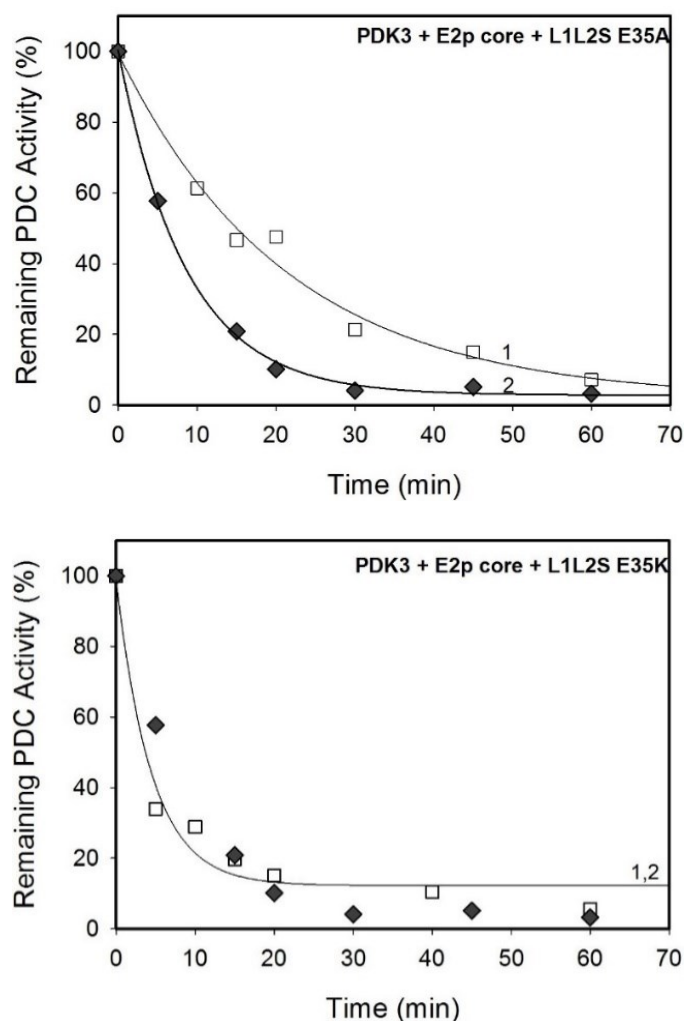 PDK3 + E2p core + L1L2S E35A
Remaining PDC Activity (%)
100
80
60
40
20
0
1
2
0 10 20 30 40 50 60 70
Time (min)
PDK3 + E2p core + L1L2S E35K
Remaining PDC Activity (%)
100
80
60
40
20
0
1,2
0 10 20 30 40 50 60 70
Time (min)